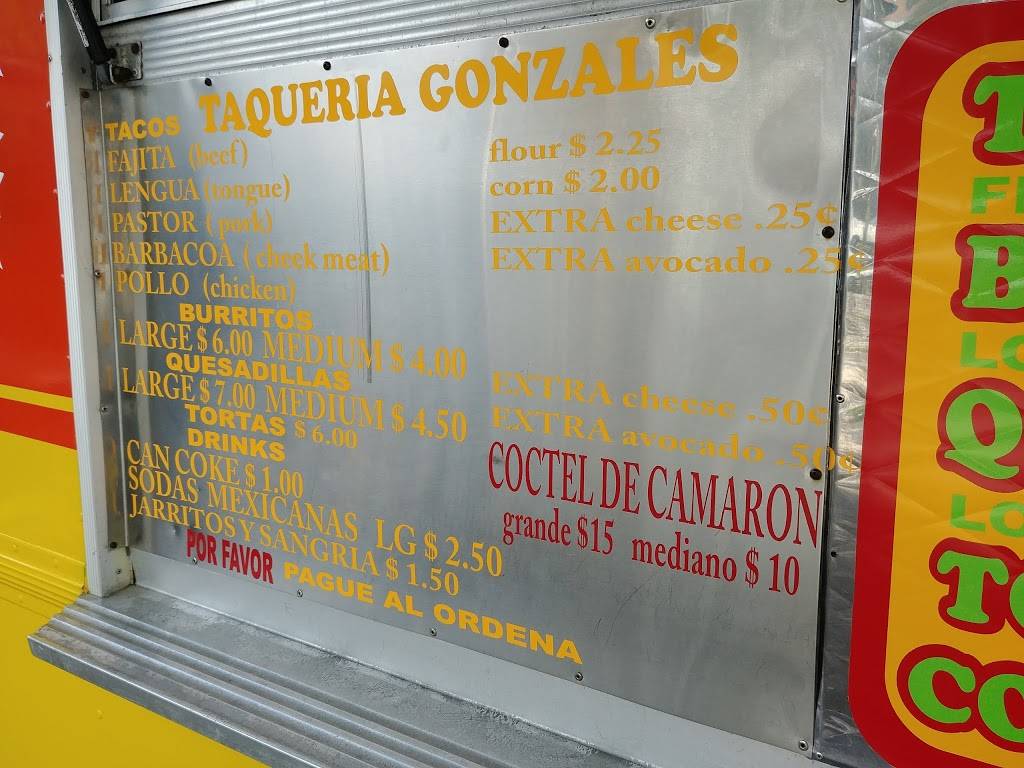 TAQUERIA GONZALES
TACOS
FAJITA (beef)
LENGUA (tongue)
PASTOR (pork)
BARBACOA (cheek meat)
POLLO (chicken)
flour $ 2.25
corn $ 2.00
EXTRA cheese .25¢
EXTRA avocado .25¢
BURRITOS
LARGE $ 6.00 MEDIUM $ 4.00
QUESADILLAS
LARGE $ 7.00 MEDIUM $ 4.50
EXTRA cheese .50¢
EXTRA avocado .50¢
TORTAS $ 6.00
DRINKS
CAN COKE $ 1.00
SODAS MEXICANAS LG $ 2.50
JARRITOS Y SANGRIA $ 1.50
POR FAVOR PAGUE AL ORDENA
COCTEL DE CAMARON
grande $15 mediano $ 10